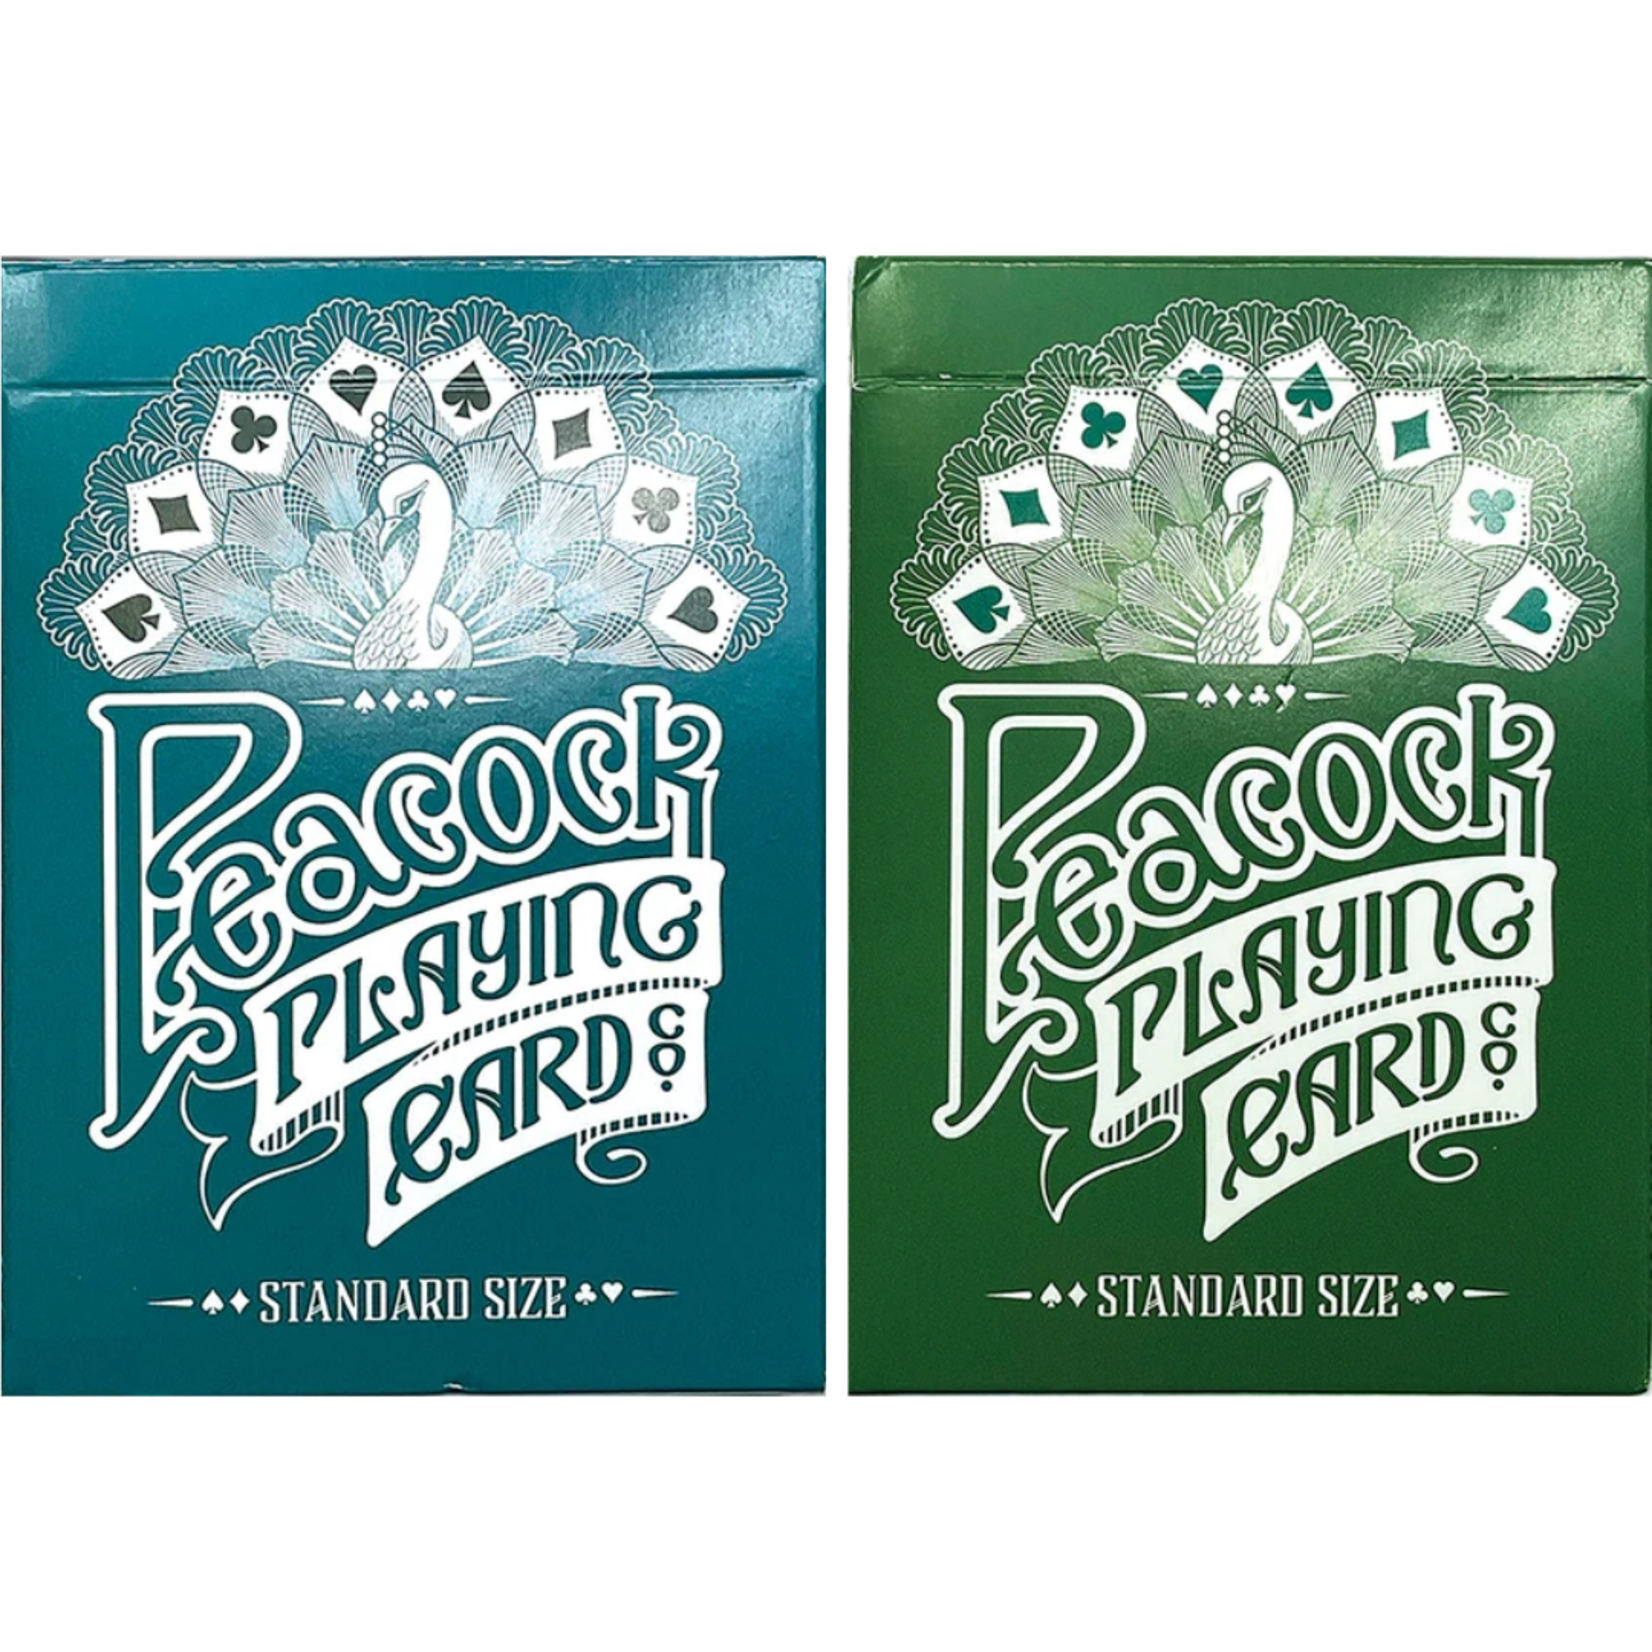 Peacock
PLAYING
CARD CO.
STANDARD SIZE
Peacock
PLAYING
CARD CO.
STANDARD SIZE